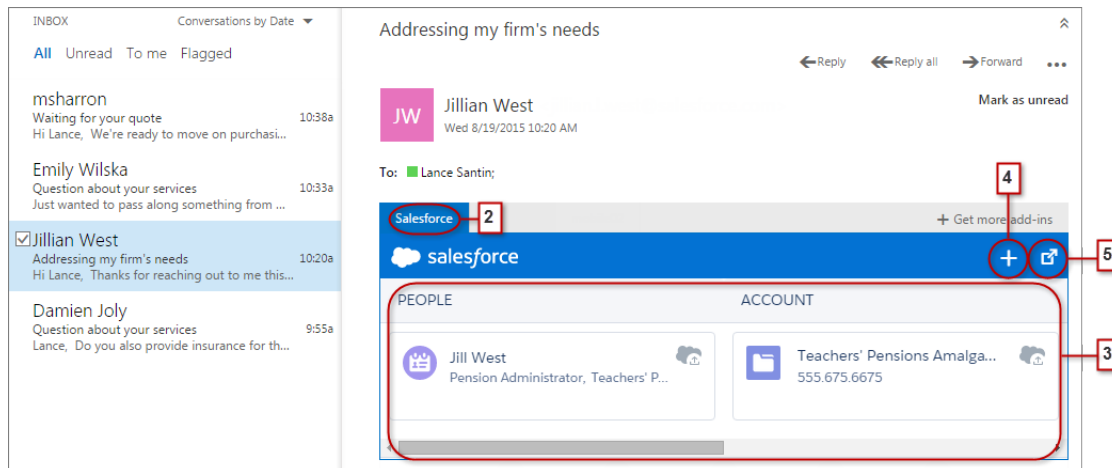 INBOX Conversations by Date
All Unread To me Flagged
msharron
Waiting for your quote 10:38a
Hi Lance, We're ready to move on purchasi...
Emily Wilska
Question about your services 10:33a
Just wanted to pass along something from ...
Jillian West
Addressing my firm's needs 10:20a
Hi Lance, Thanks for reaching out to me this...
Damien Joly
Question about your services 9:55a
Lance, Do you also provide insurance for th...
Addressing my firm's needs
Reply Reply all Forward
JW
Jillian West
Wed 8/19/2015 10:20 AM
Mark as unread
To: Lance Santin;
4
Salesforce 2 + Get more add-ins
salesforce
5
PEOPLE ACCOUNT
Jill West
Pension Administrator, Teachers' P...
Teachers' Pensions Amalga...
555.675.6675
3